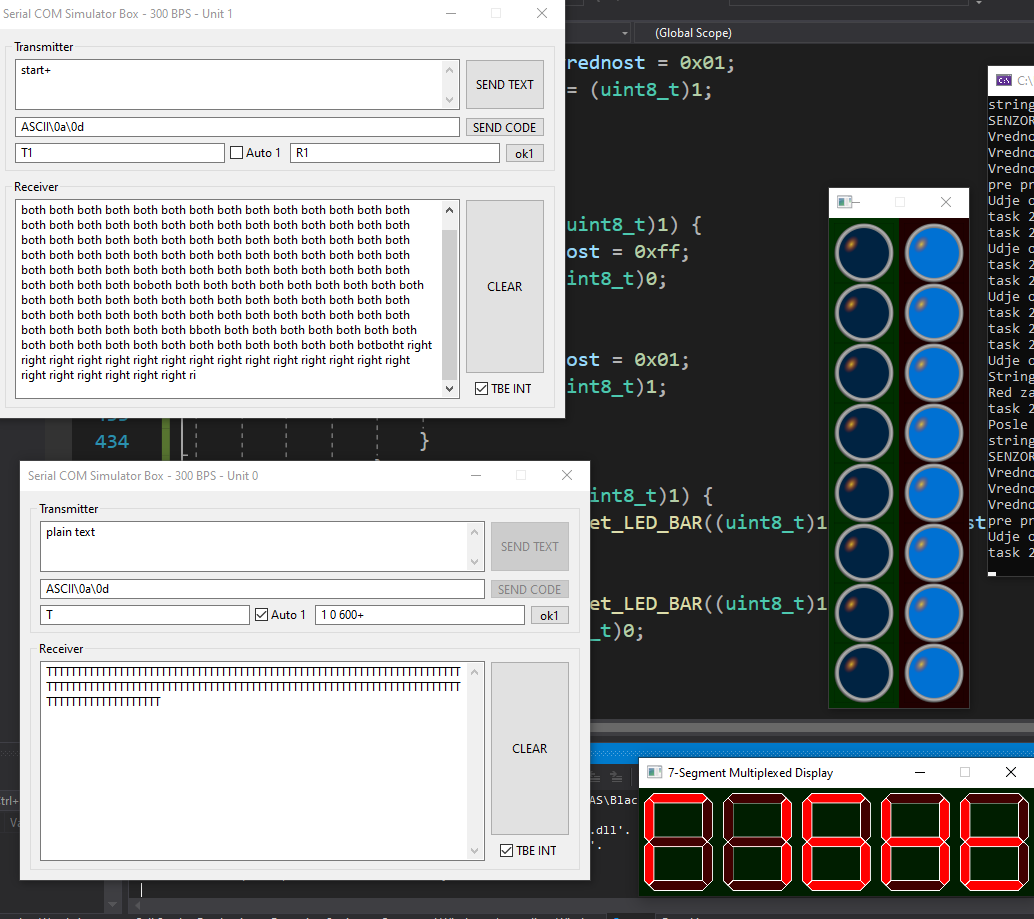 Serial COM Simulator Box - 300 BPS - Unit 1
Transmitter
start+
SEND TEXT
ASCII\0a\0d
SEND CODE
T1
Auto 1
R1
ok1
Receiver
both both both both both both both both both both both both both both
both both both both both both both both both both both both both both
both both both both both both both both both both both both both both
both both both both both both both both both both both both both both
both both both both both both both both both both both both both both
both both both both boboth both both both both both both both both both
both both both both both both both both both both both both both both
both both both both both both both both both both both both both both
both both both both both both bboth both both both both both both both
both both both both both both both both both both both both botbotht right
right right right right right right right right right right right right right right
right right right right right right ri
CLEAR
TBE INT
(Global Scope)
rednost = 0x01;
= (uint8_t)1;
uint8_t)1) {
ost = 0xff;
int8_t)0;
ost = 0x01;
int8_t)1;
434
}
int8_t)1) {
et_LED_BAR((uint8_t)1
st
et_LED_BAR((uint8_t)1
_t)0;
C:\
string
SENZOR
Vredno
Vredno
Vredno
pre pr
Udje o
task 2
task 2
Udje o
task 2
task 2
Udje o
task 2
task 2
task 2
Udje o
String
Red za
task 2
Posle
string
SENZOR
Vredno
Vredno
Vredno
pre pr
Udje o
task 2
Serial COM Simulator Box - 300 BPS - Unit 0
Transmitter
plain text
SEND TEXT
ASCII\0a\0d
SEND CODE
T
Auto 1
1 0 600+
ok1
Receiver
CLEAR
TBE INT
7-Segment Multiplexed Display
AS\Blac
.dll'.
'.